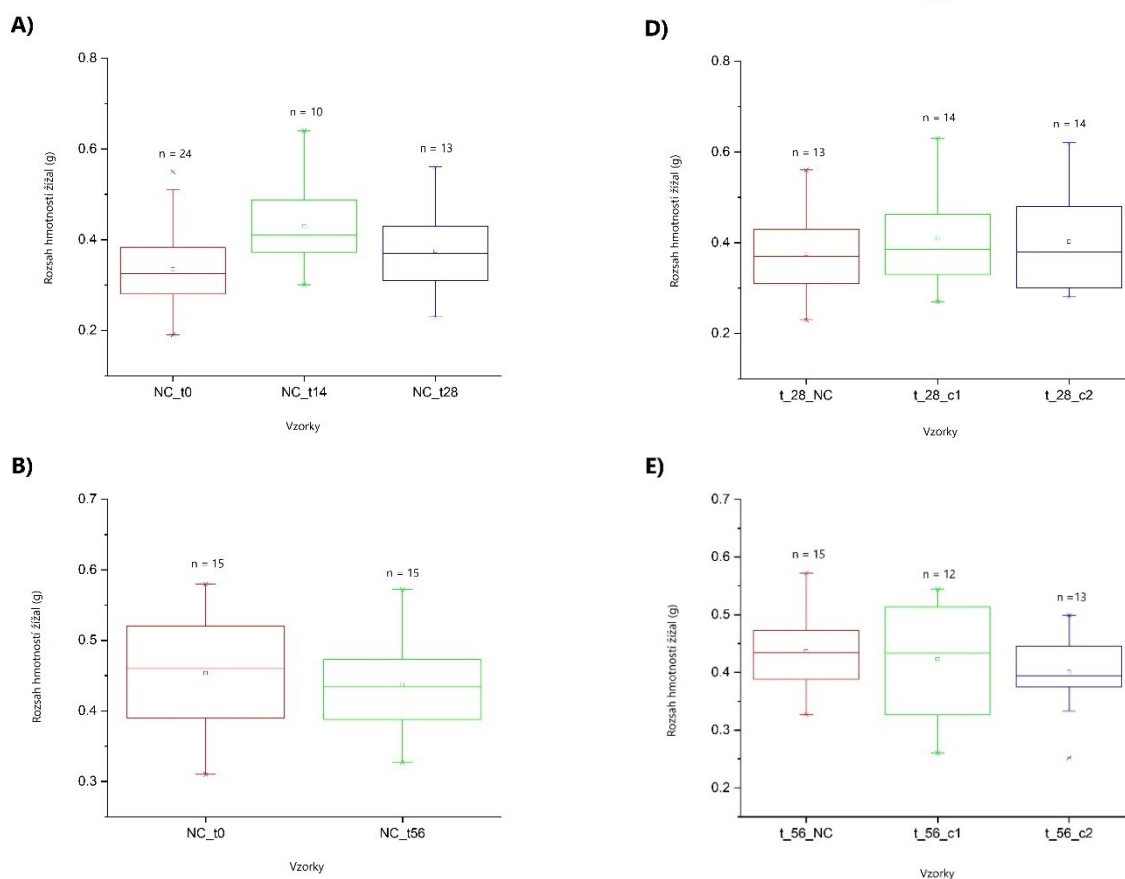 A)
0.8
0.6
0.4
0.2
Rozsah hmotností žížal (g)
n = 24
n = 10
n = 13
NC_t0
NC_t14
NC_t28
Vzorky
D)
0.8
0.6
0.4
0.2
Rozsah hmotností žížal (g)
n = 13
n = 14
n = 14
t_28_NC
t_28_c1
t_28_c2
Vzorky
B)
0.7
0.6
0.5
0.4
0.3
Rozsah hmotností žížal (g)
n = 15
n = 15
NC_t0
NC_t56
Vzorky
E)
0.7
0.6
0.5
0.4
0.3
0.2
Rozsah hmotností žížal (g)
n = 15
n = 12
n =13
t_56_NC
t_56_c1
t_56_c2
Vzorky